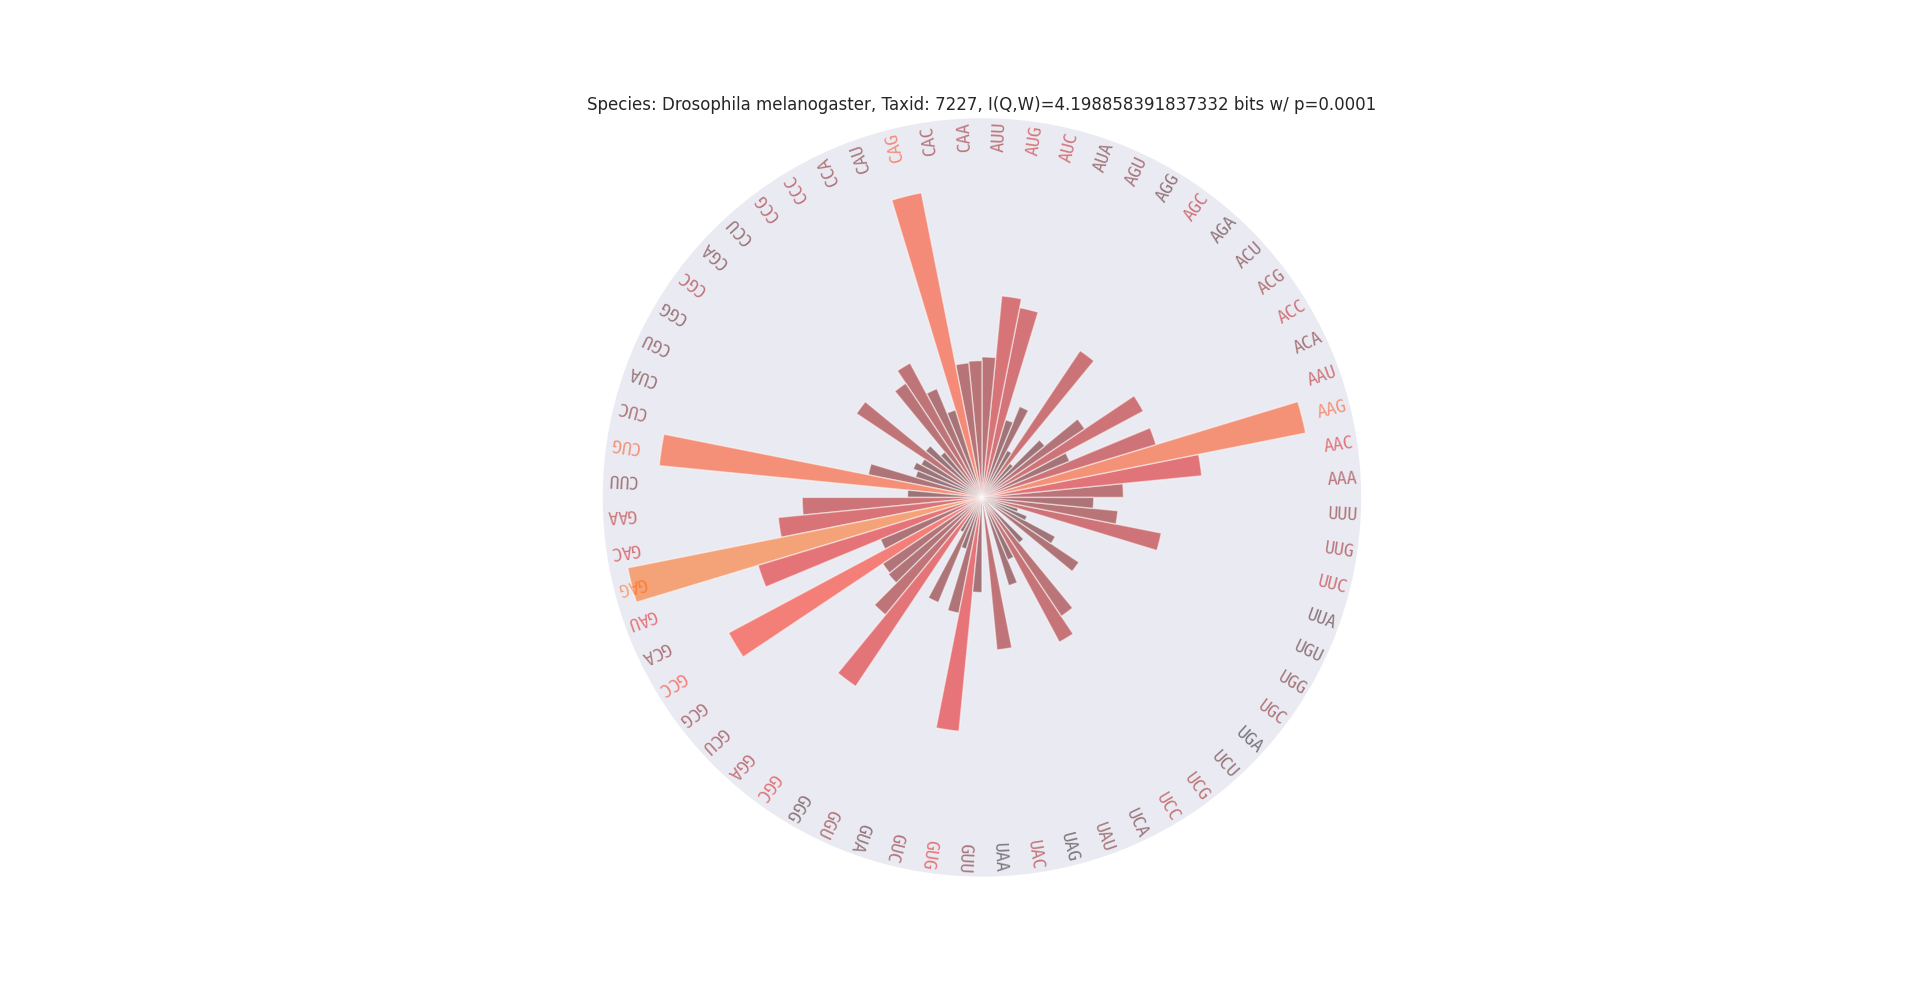 Species: Drosophila melanogaster, Taxid: 7227, I(Q,W)=4.198858391837332 bits w/ p=0.0001
AUU
AUG
AUC
AUA
AGU
AGG
AGC
AGA
ACU
ACG
ACC
ACA
AAU
AAG
AAC
AAA
UUU
UUG
UUC
UUA
UGU
UGG
UGC
UGA
UCU
UCG
UCC
UCA
UAU
UAG
UAC
UAA
GUU
GUG
GUC
GUA
GGU
GGG
GGC
GGA
GCU
GCG
GCC
GCA
GAU
GAG
GAC
GAA
CUU
CUG
CUC
CUA
CGU
CGG
CGC
CGA
CCU
CCG
CCC
CCA
CAU
CAG
CAC
CAA